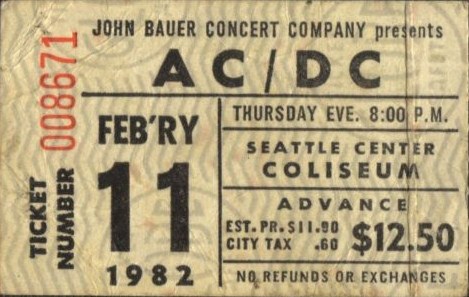 JOHN BAUER CONCERT COMPANY presents
AC/DC
TICKET NUMBER
008671
FEB'RY
11
1982
THURSDAY EVE. 8:00 P.M.
SEATTLE CENTER
COLISEUM
ADVANCE
EST. PR. $11.90
CITY TAX .60
$12.50
NO REFUNDS OR EXCHANGES